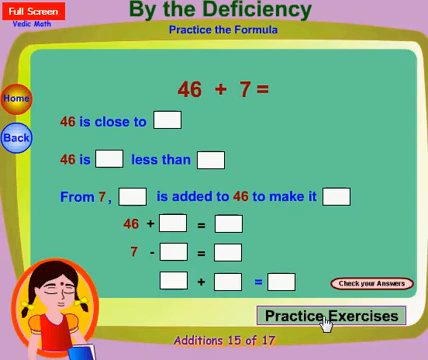 Full Screen
Vedic Math
By the Deficiency
Practice the Formula
46 + 7 =
Home
46 is close to
Back
46 is less than
From 7, is added to 46 to make it
46 + =
7 - =
+ =
Check your Answers
Practice Exercises
Additions 15 of 17